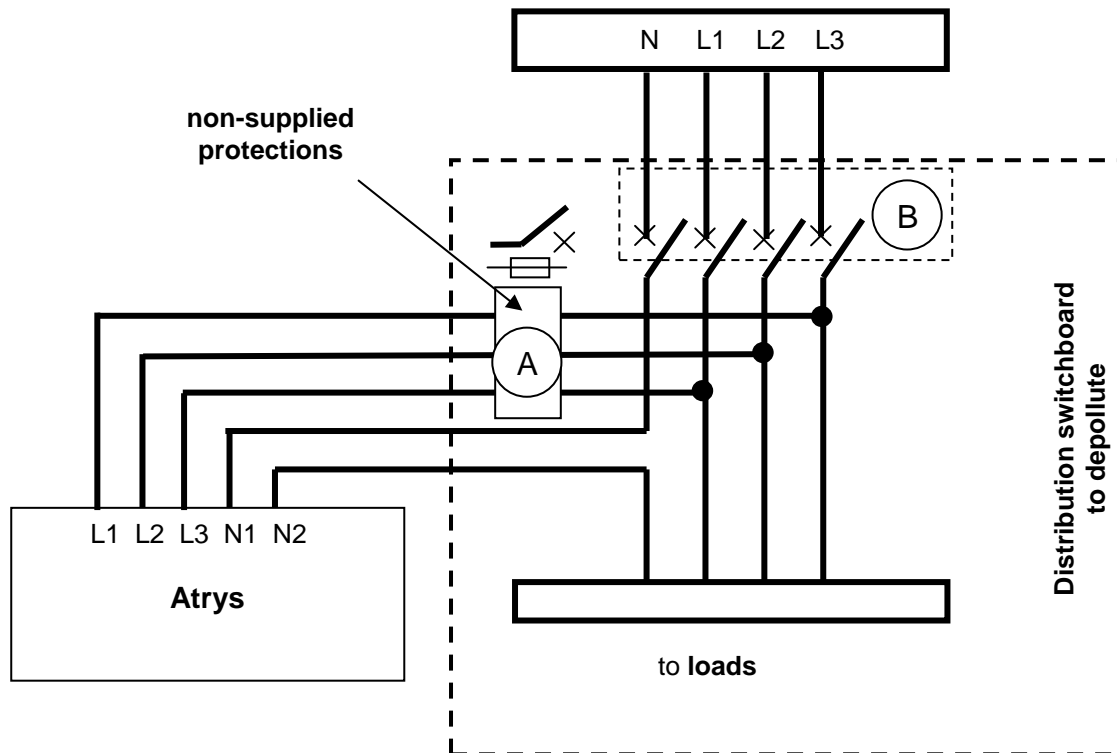 N L1 L2 L3
non-supplied
protections
B
A
Distribution switchboard
to depollute
L1 L2 L3 N1 N2
Atrys
to loads